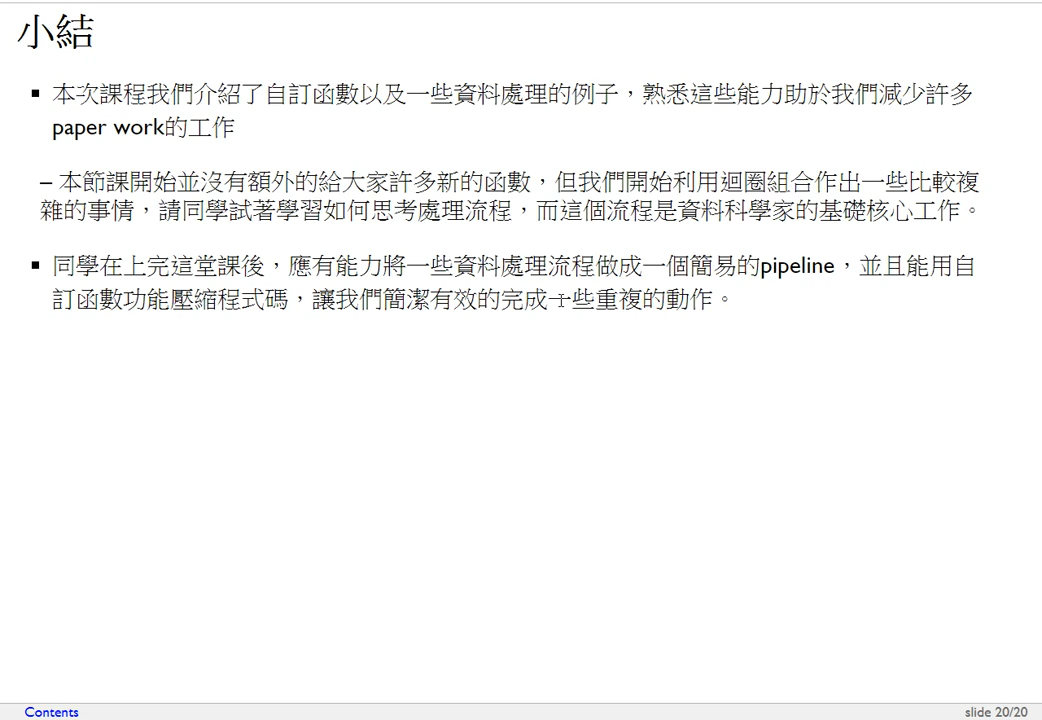 小結
▪ 本次課程我們介紹了自訂函數以及一些資料處理的例子，熟悉這些能力助於我們減少許多
paper work的工作
– 本節課開始並沒有額外的給大家許多新的函數，但我們開始利用迴圈組合作出一些比較複
雜的事情，請同學試著學習如何思考處理流程，而這個流程是資料科學家的基礎核心工作。
▪ 同學在上完這堂課後，應有能力將一些資料處理流程做成一個簡易的pipeline，並且能用自
訂函數功能壓縮程式碼，讓我們簡潔有效的完成一些重複的動作。
Contents
slide 20/20